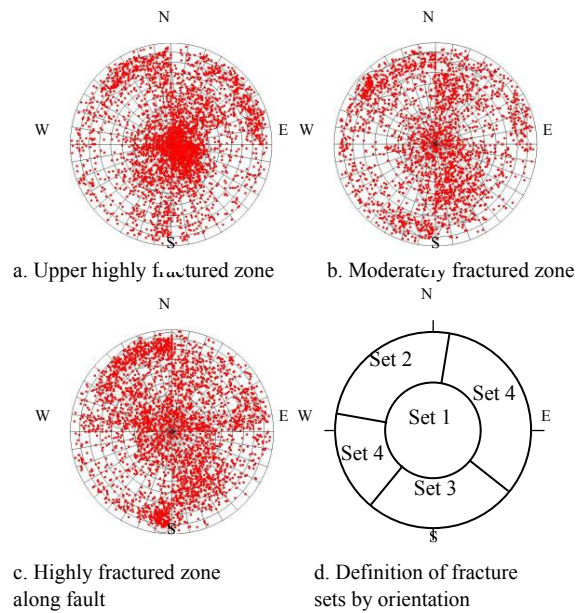 N
N
W
E
W
E
S
S
a. Upper highly fractured zone
b. Moderately fractured zone
N
N
Set 2
Set 4
W
E
W
E
Set 1
Set 4
Set 3
S
S
c. Highly fractured zone
along fault
d. Definition of fracture
sets by orientation